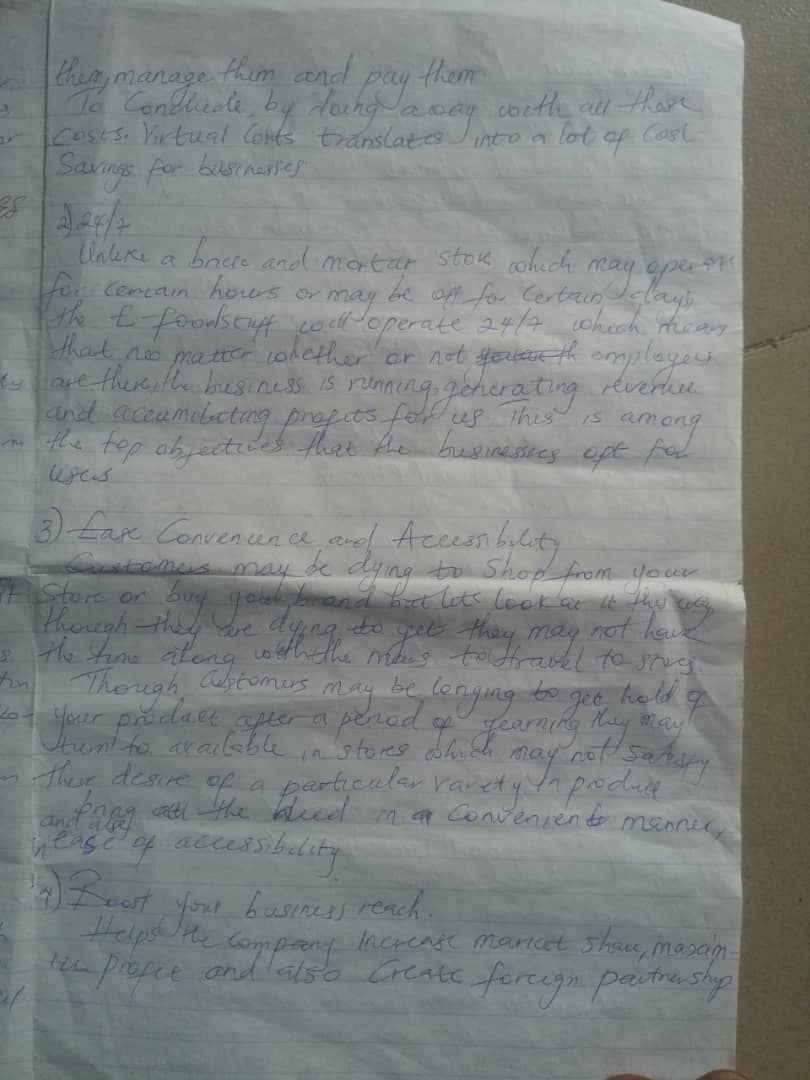 them, manage them and pay them.
To Conclude, by doing away with all these
costs. Virtual Costs translates into a lot of Cost
Savings for businesses
2) 24/7
Unlike a brick and mortar store which may operate
for certain hours or may be off for certain days,
the E-foodstuff will operate 24/7 which means
that no matter whether or not th employees
are there, the business is running, generating revenue
and accumulating profits for us. This is among
the top objectives that the businesses opt for
users
3) Ease Convenience and Accessibility
Customers may be dying to Shop from your
Store or buy your brand but lets look at it this way
though they are dying to get they may not have
the time along with the means to travel to stores.
Though Customers may be longing to get hold of
your product after a period of yearning they may
turn to available in stores which may not Satisfy
their desire of a particular variety in produce
bring all the in a Convenient manner,
and also
in ease of accessibility
4) Boost your business reach.
Helps the Company Increase market share, maxim-
ize profit and also Create foreign partnership